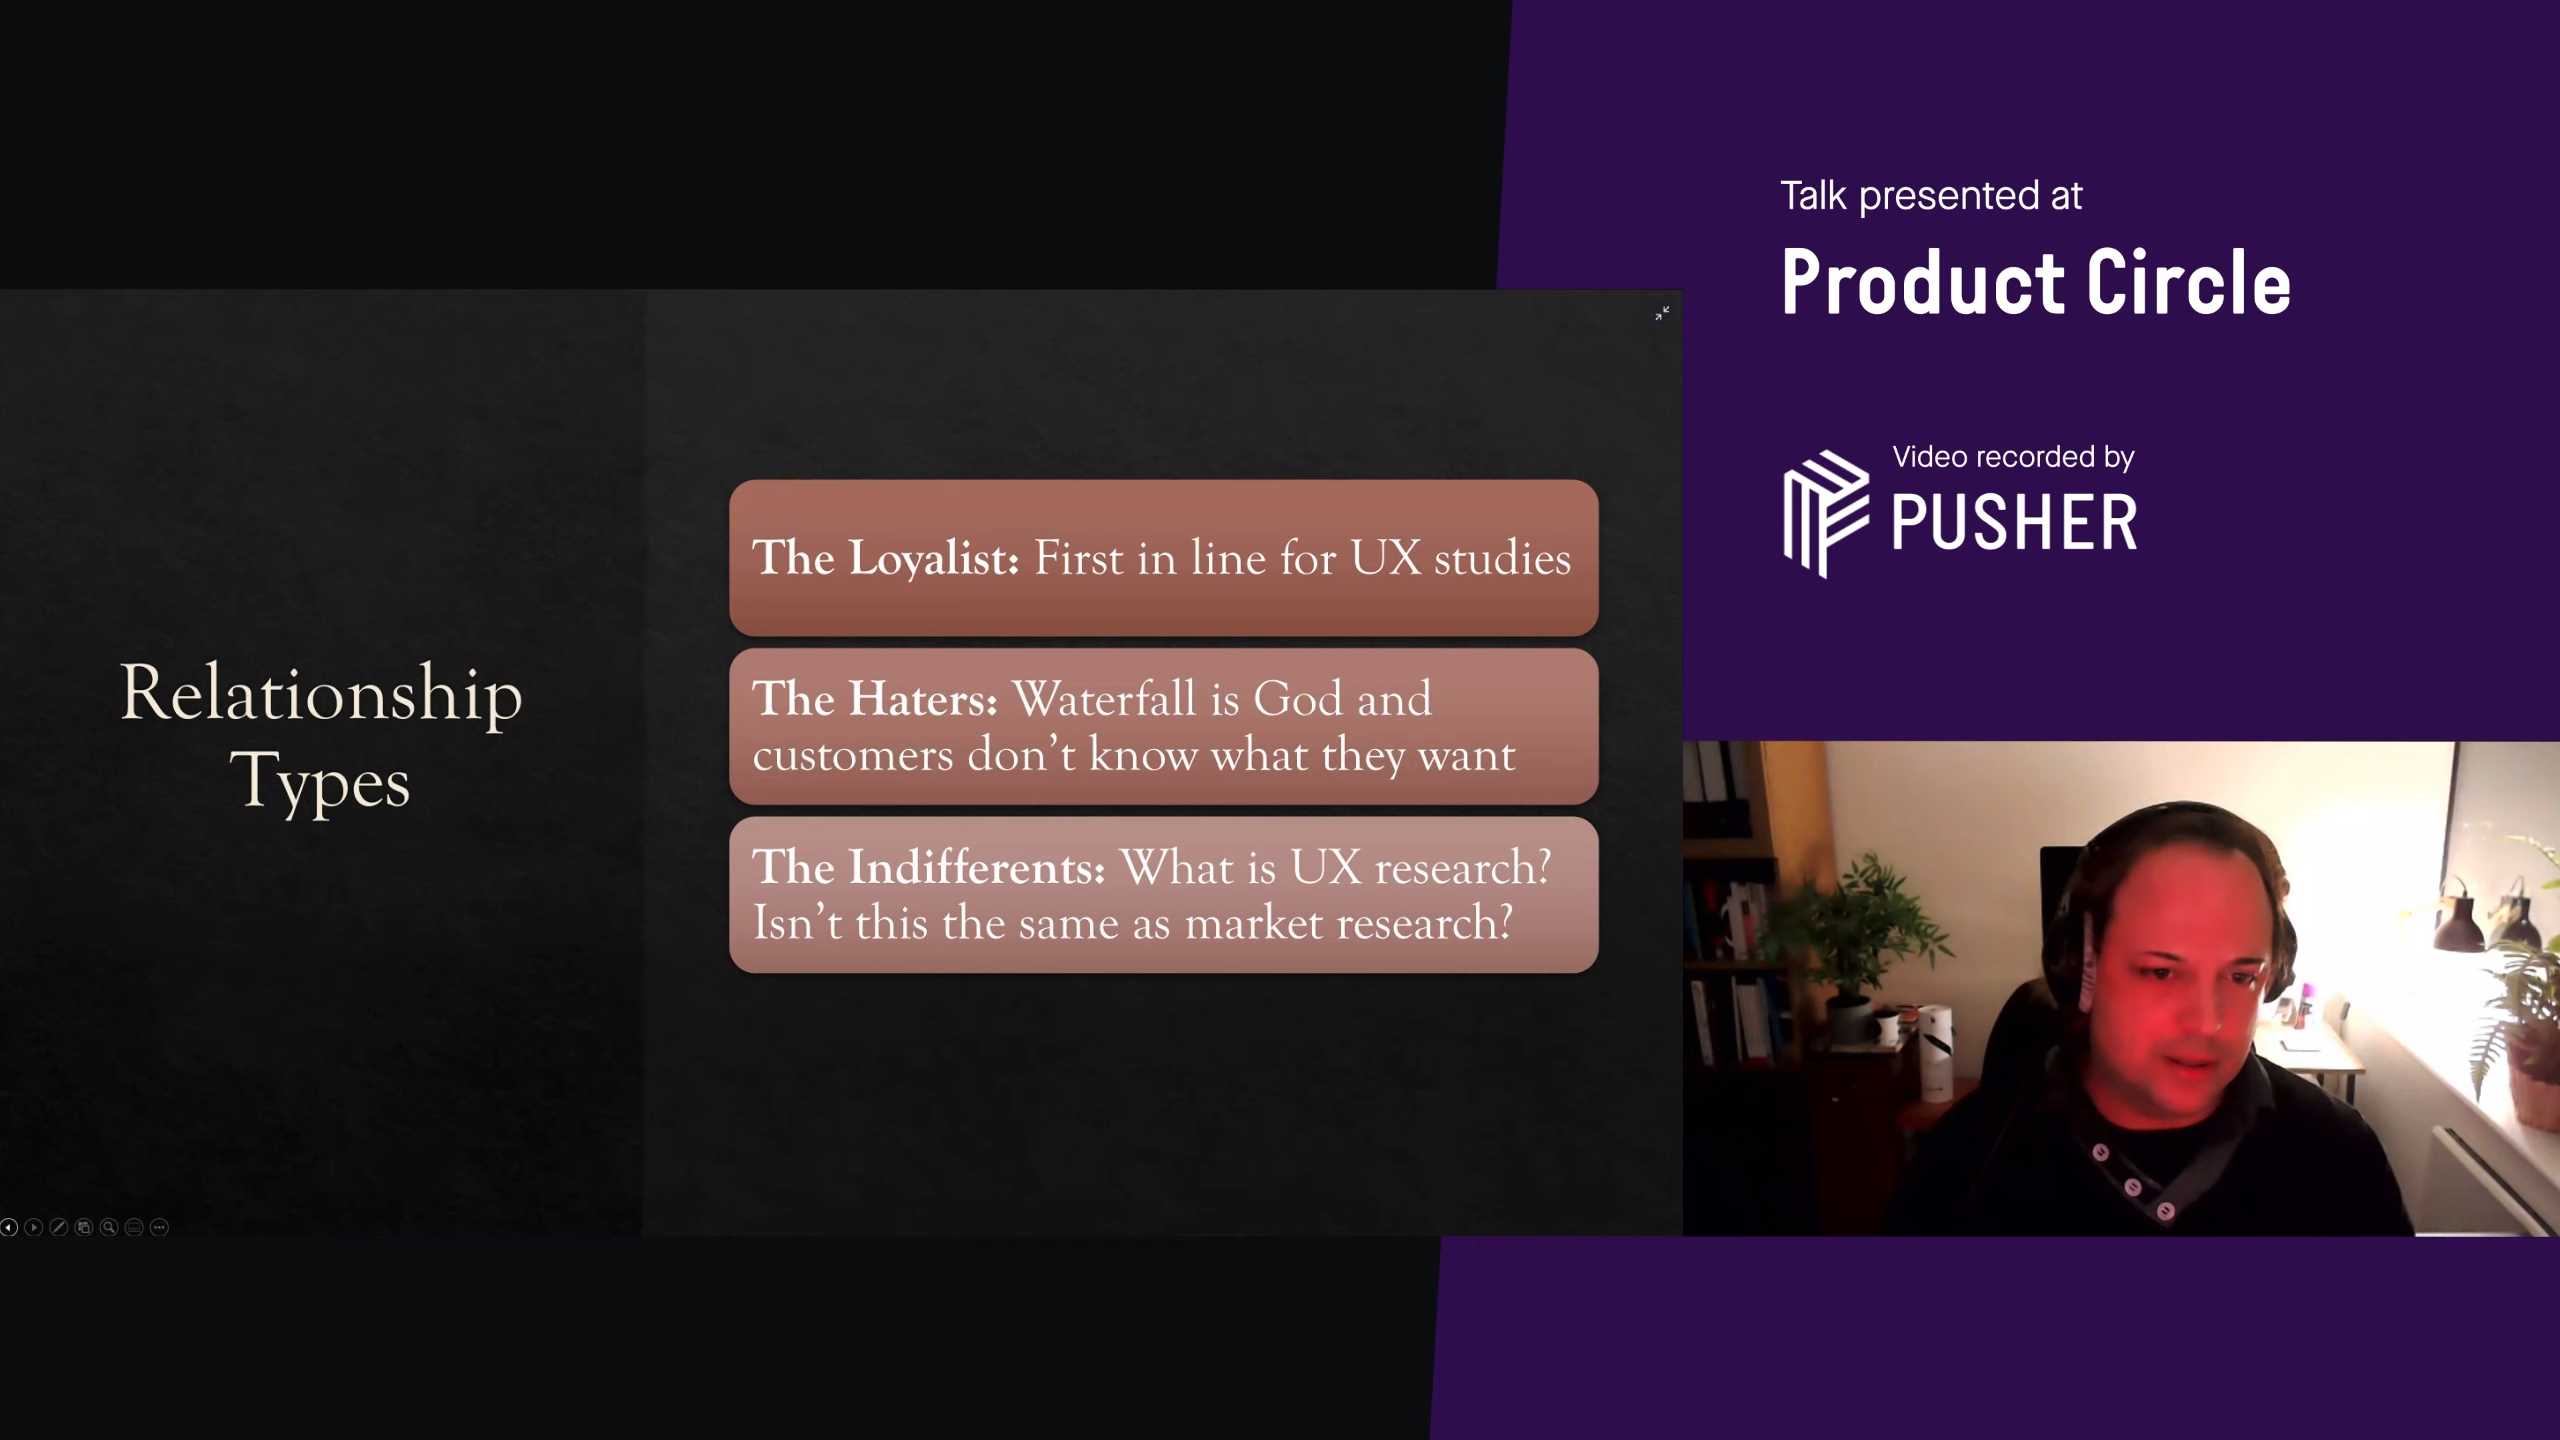 Relationship
Types
The Loyalist: First in line for UX studies
The Haters: Waterfall is God and
customers don’t know what they want
The Indifferents: What is UX research?
Isn’t this the same as market research?
Talk presented at
Product Circle
Video recorded by
PUSHER